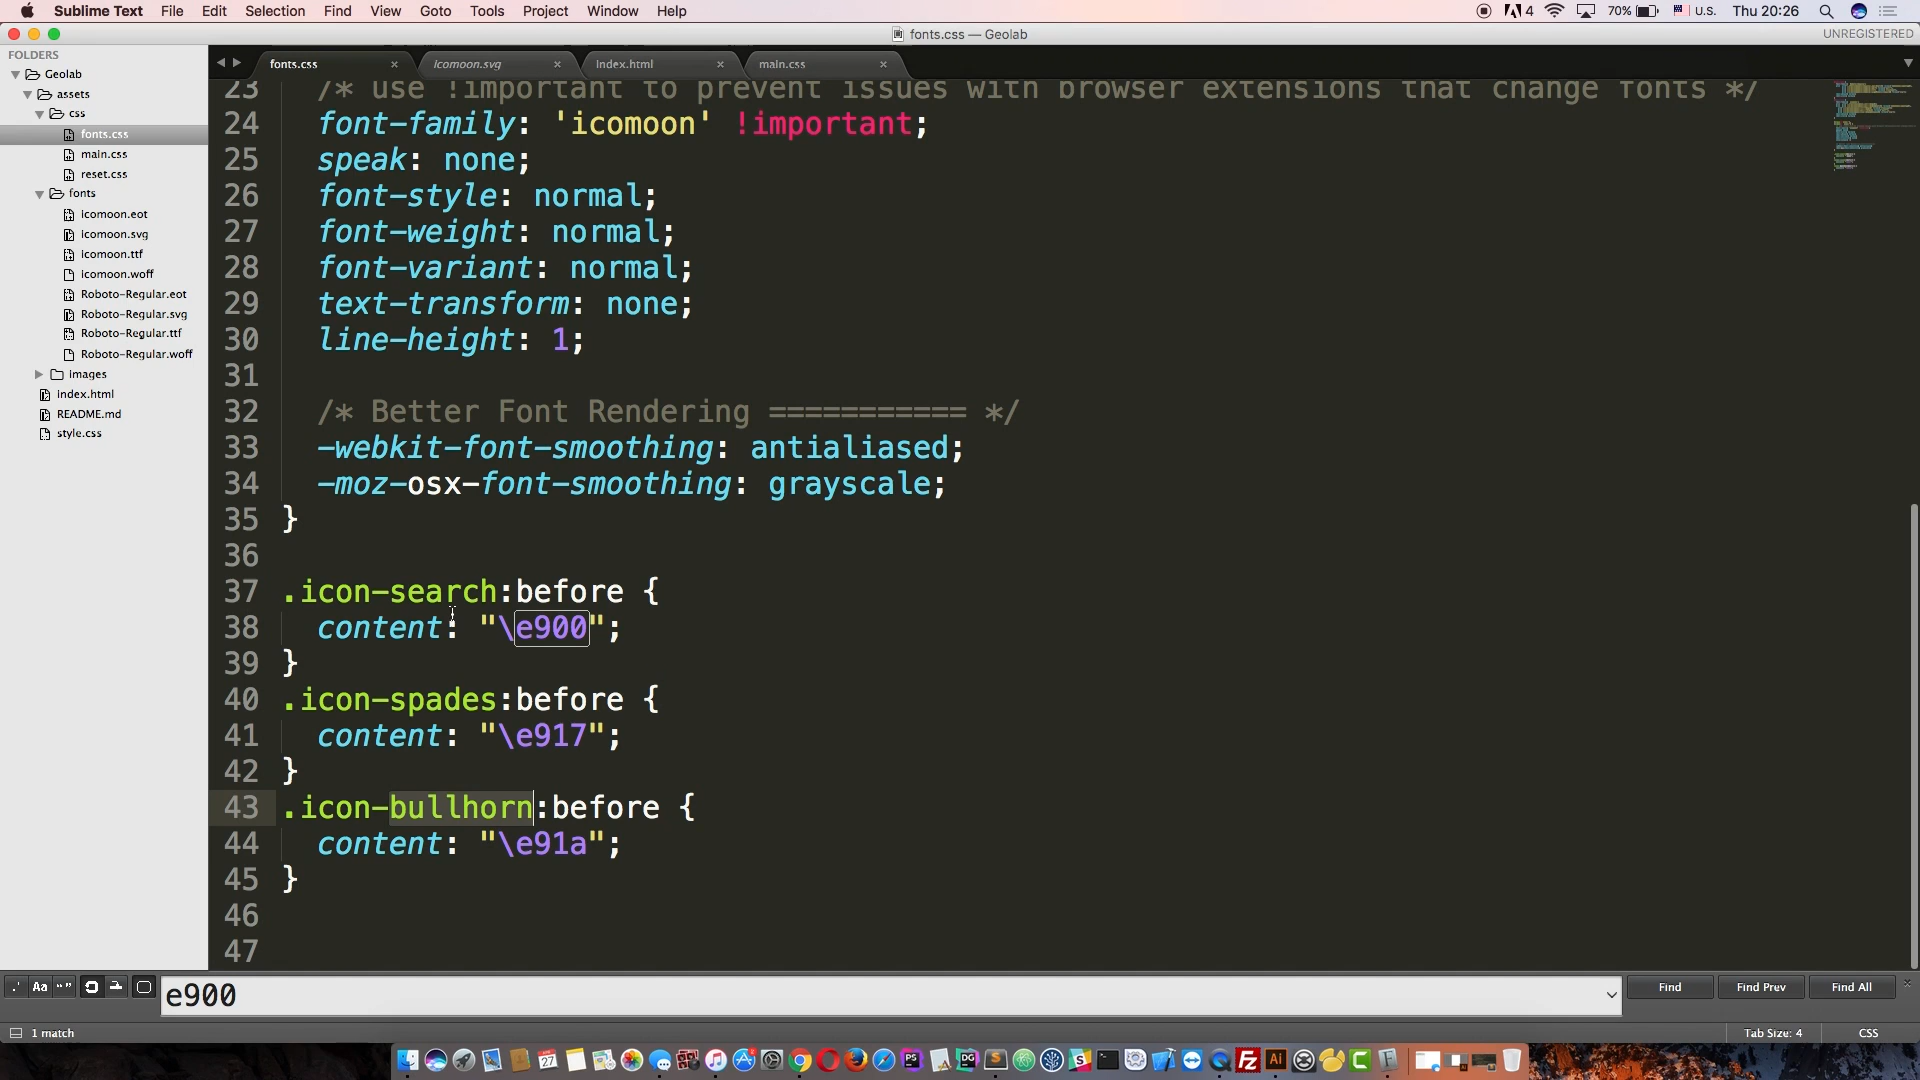 Sublime Text File Edit Selection Find View Goto Tools Project Window Help
4 70% U.S. Thu 20:26
fonts.css — Geolab
UNREGISTERED
FOLDERS
Geolab
assets
css
fonts.css
main.css
reset.css
fonts
icomoon.eot
icomoon.svg
icomoon.ttf
icomoon.woff
Roboto-Regular.eot
Roboto-Regular.svg
Roboto-Regular.ttf
Roboto-Regular.woff
images
index.html
README.md
style.css
fonts.css × icomoon.svg × index.html × main.css ×
23 /* use !important to prevent issues with browser extensions that change fonts */
24 font-family: 'icomoon' !important;
25 speak: none;
26 font-style: normal;
27 font-weight: normal;
28 font-variant: normal;
29 text-transform: none;
30 line-height: 1;
31
32 /* Better Font Rendering =========== */
33 -webkit-font-smoothing: antialiased;
34 -moz-osx-font-smoothing: grayscale;
35 }
36
37 .icon-search:before {
38 content: "\e900";
39 }
40 .icon-spades:before {
41 content: "\e917";
42 }
43 .icon-bullhorn:before {
44 content: "\e91a";
45 }
46
47
.* Aa “” e900 Find Find Prev Find All ×
1 match Tab Size: 4 CSS
PS DG Fz Ai C F